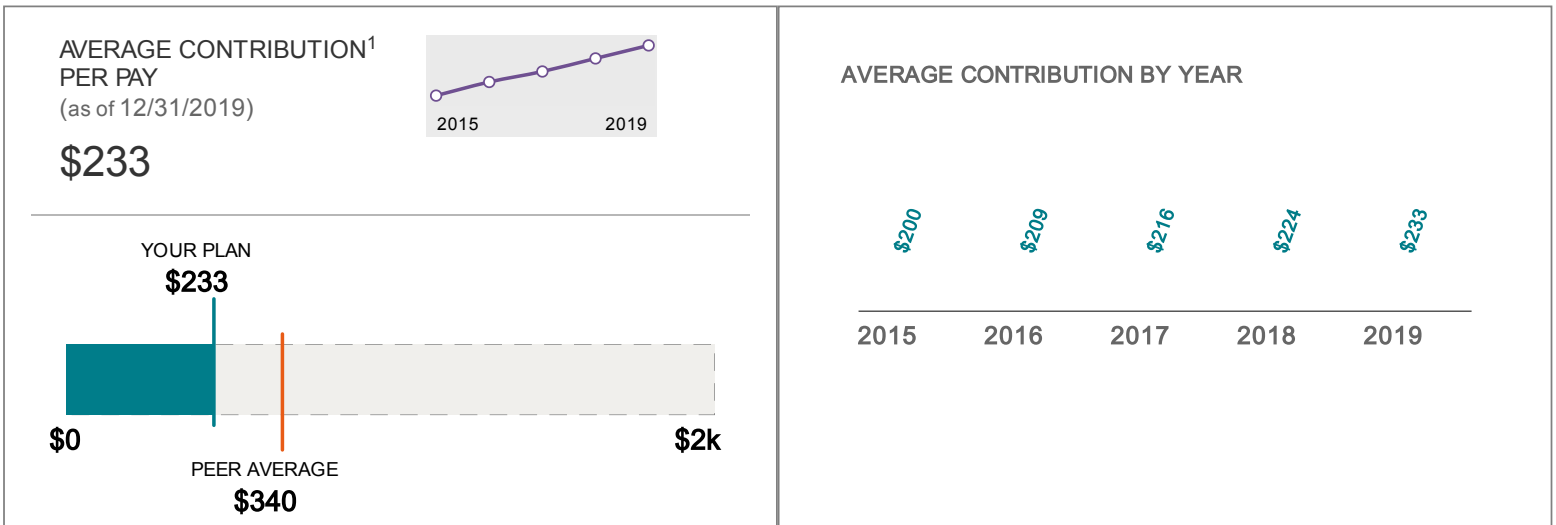 AVERAGE CONTRIBUTION¹
PER PAY
(as of 12/31/2019)
$233
2015 2019
YOUR PLAN
$233
$0 $2k
PEER AVERAGE
$340
AVERAGE CONTRIBUTION BY YEAR
$200 $209 $216 $224 $233
2015 2016 2017 2018 2019